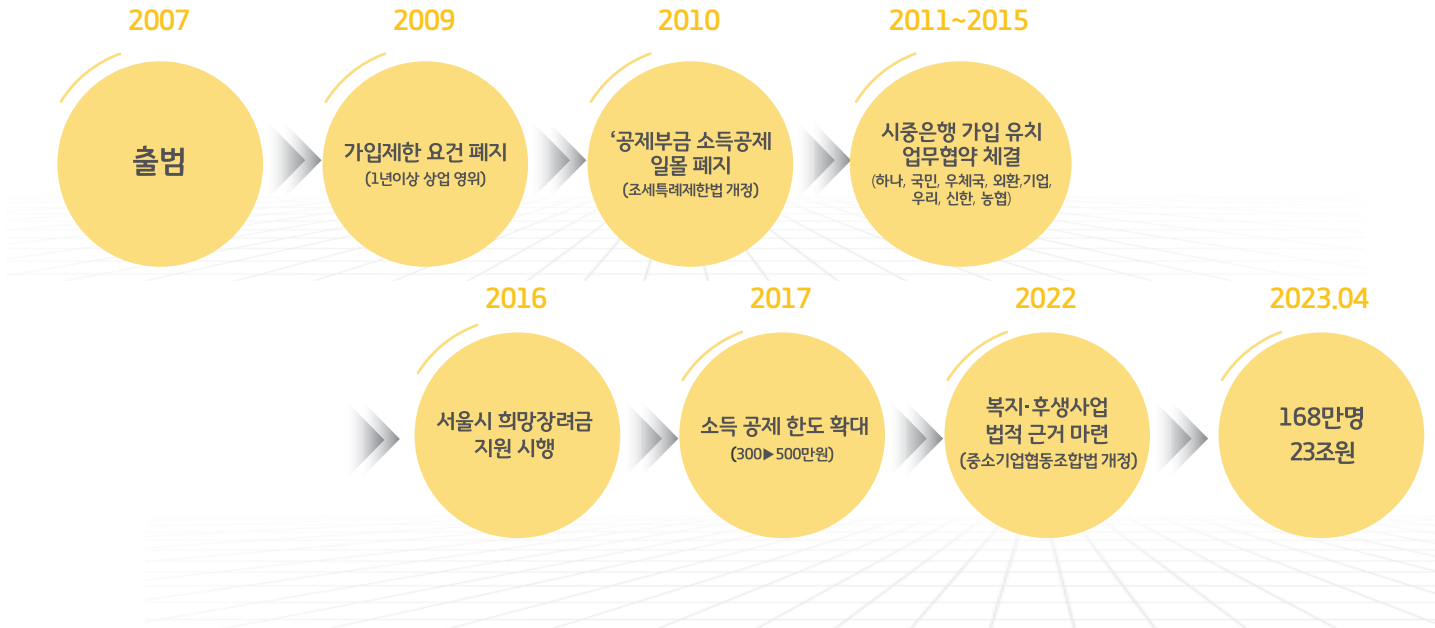 2007
출범
2009
가입제한 요건 폐지
(1년이상 상업 영위)
2010
‘공제부금 소득공제
일몰 폐지
(조세특례제한법 개정)
2011~2015
시중은행 가입 유치
업무협약 체결
(하나, 국민, 우체국, 외환,기업,
우리, 신한, 농협)
2016
서울시 희망장려금
지원 시행
2017
소득 공제 한도 확대
(300▶500만원)
2022
복지·후생사업
법적 근거 마련
(중소기업협동조합법 개정)
2023.04
168만명
23조원